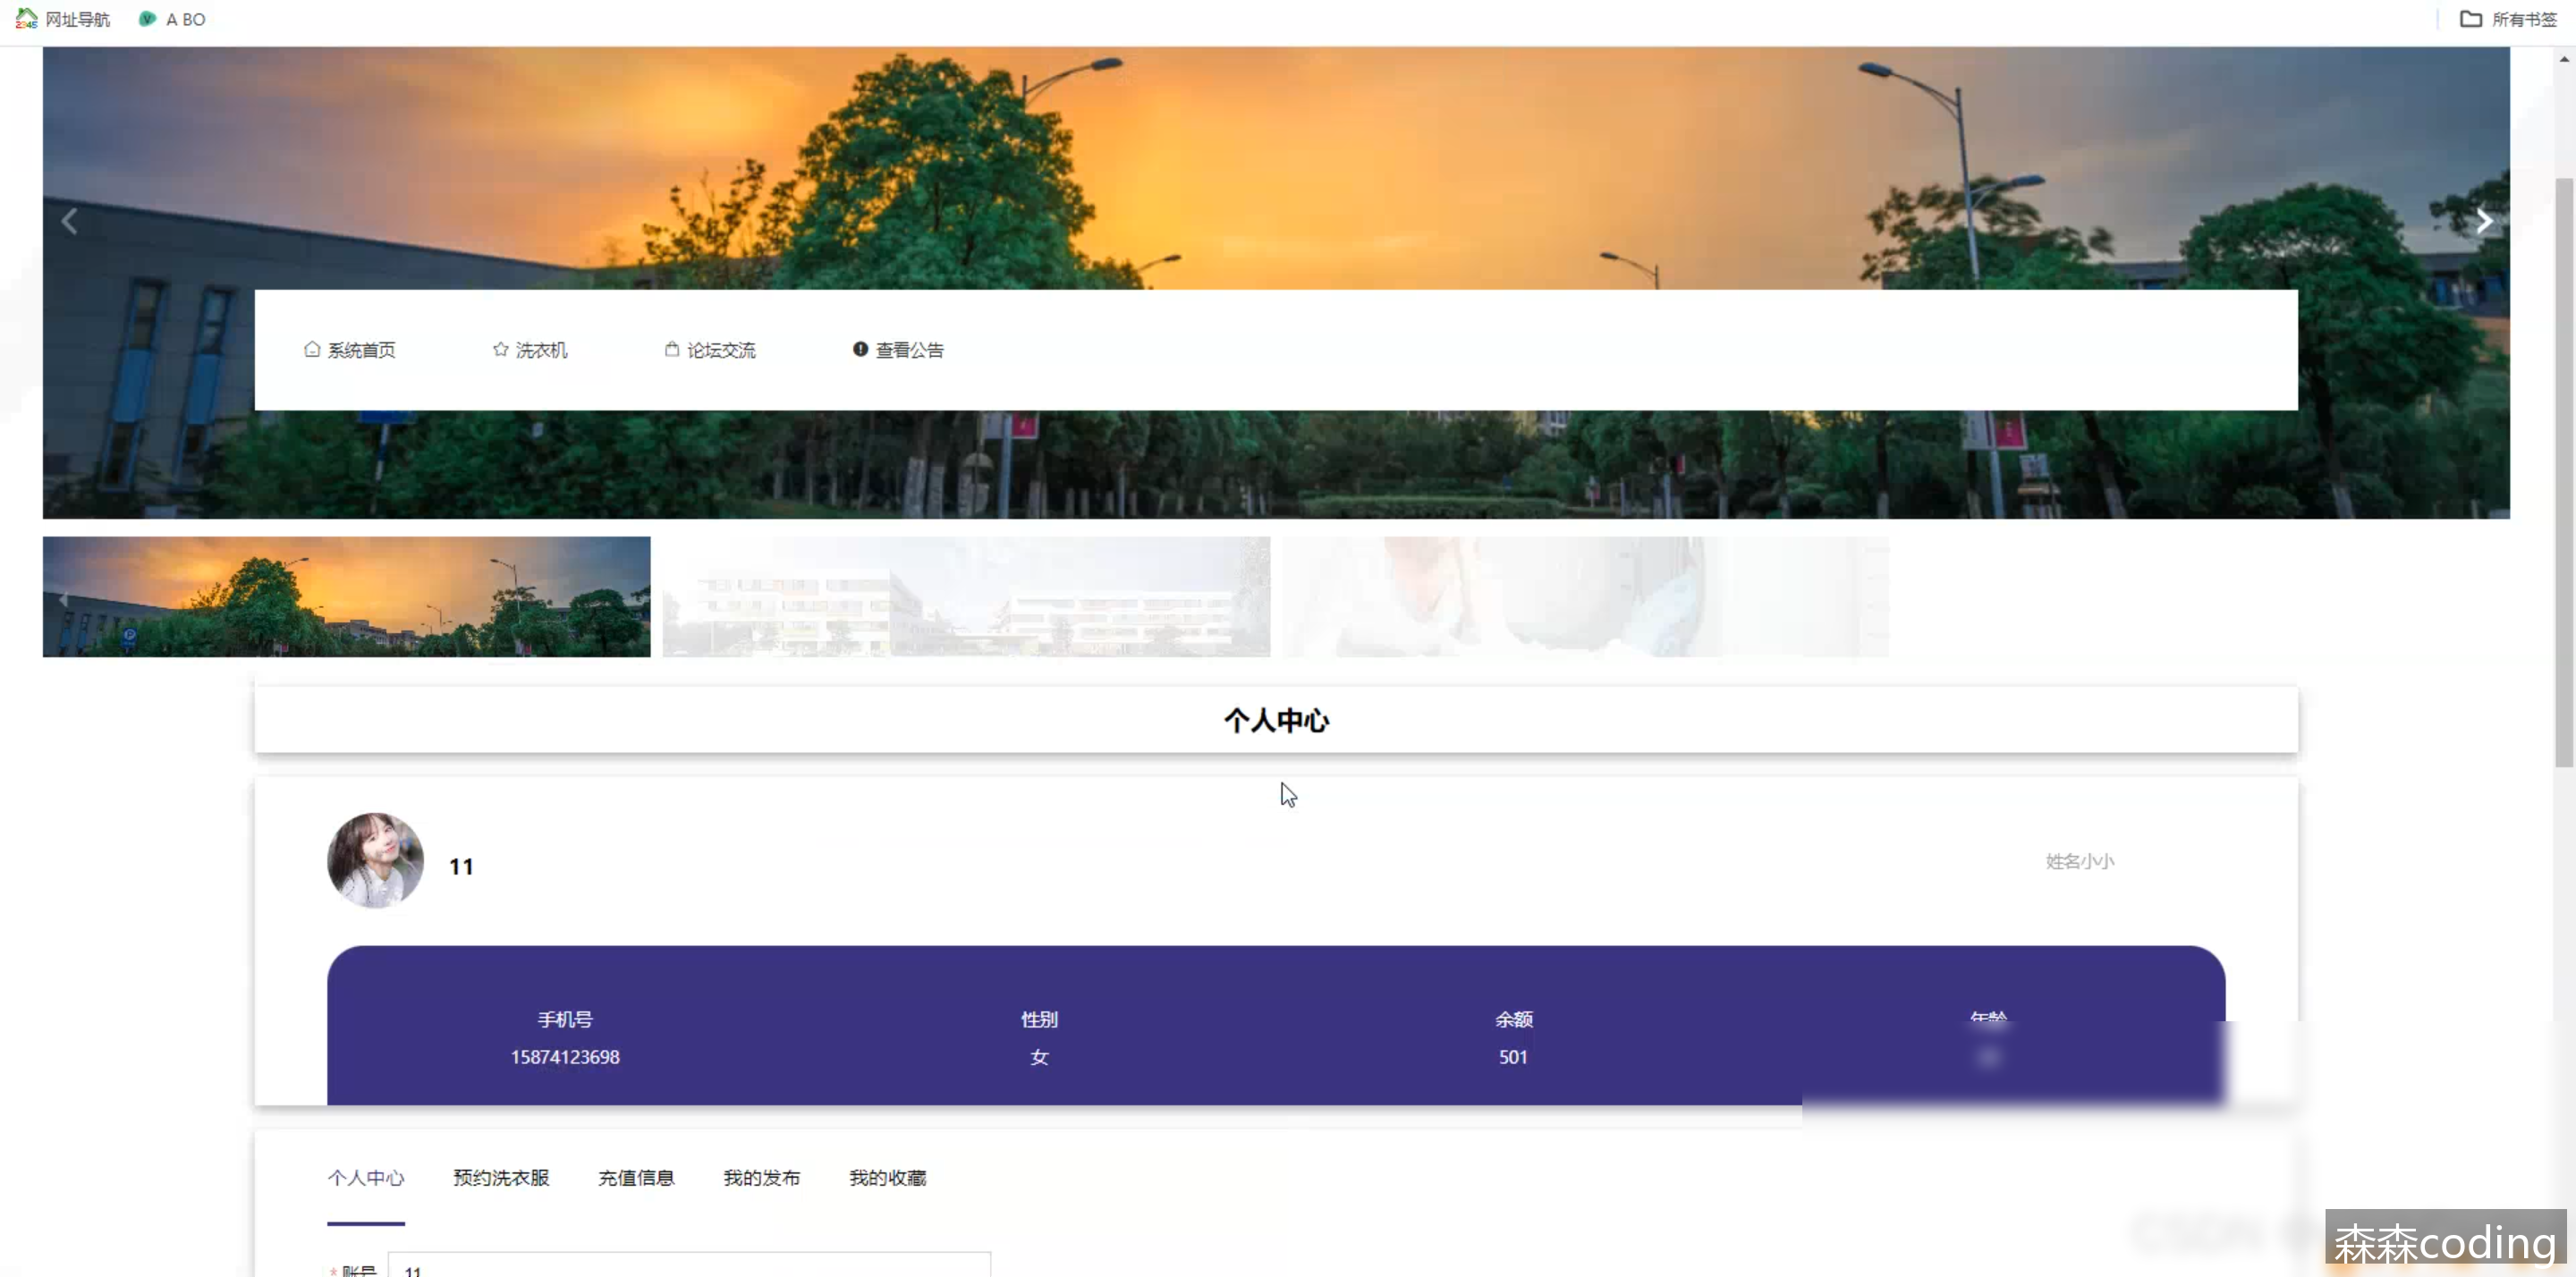 网址导航 A BO 所有书签
系统首页 洗衣机 论坛交流 查看公告
个人中心
11 姓名小小
手机号 性别 余额 年龄
15874123698 女 501
个人中心 预约洗衣服 充值信息 我的发布 我的收藏
* 账号 11
森森coding